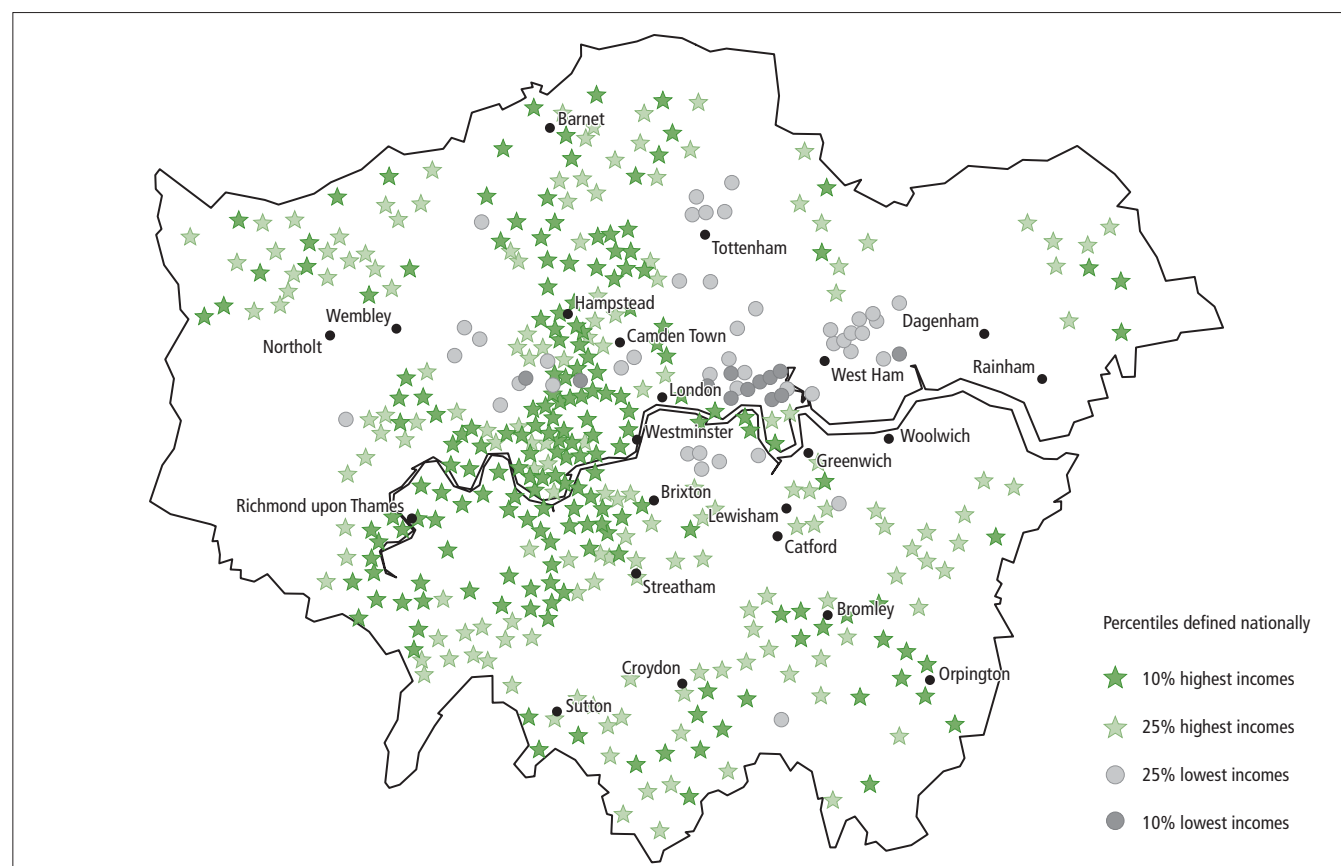 Barnet
Tottenham
Hampstead
Wembley
Dagenham
Northolt
Camden Town
West Ham
Rainham
London
Westminster
Woolwich
Greenwich
Brixton
Richmond upon Thames
Lewisham
Catford
Streatham
Bromley
Percentiles defined nationally
Croydon
Orpington
10% highest incomes
Sutton
25% highest incomes
25% lowest incomes
10% lowest incomes